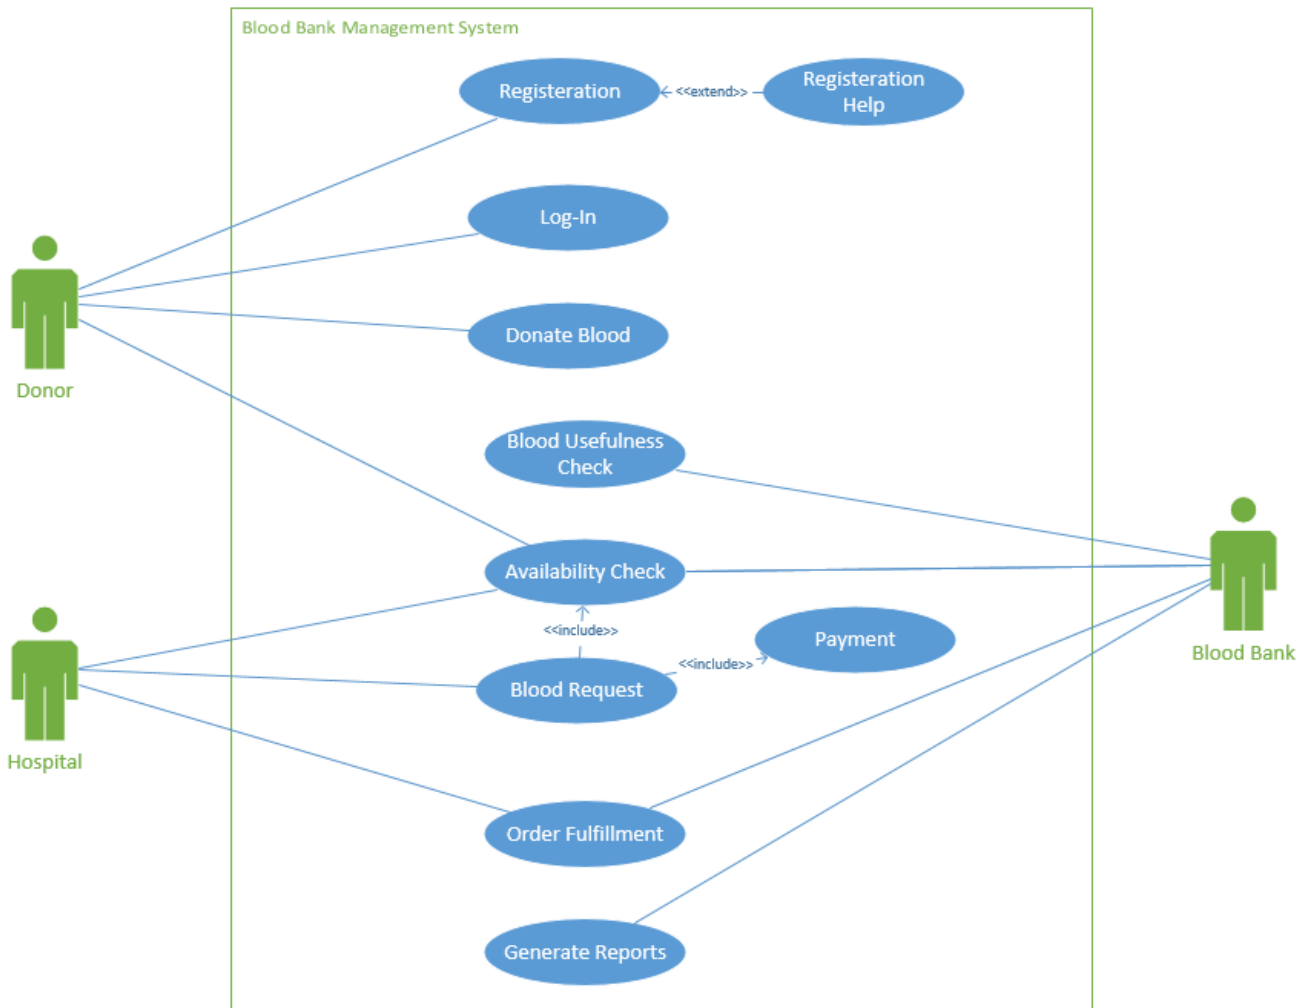 Blood Bank Management System
Registeration
<<extend>>
Registeration
Help
Log-In
Donor
Donate Blood
Blood Usefulness
Check
Availability Check
<<include>>
Hospital
Blood Request
<<include>>
Payment
Blood Bank
Order Fulfillment
Generate Reports